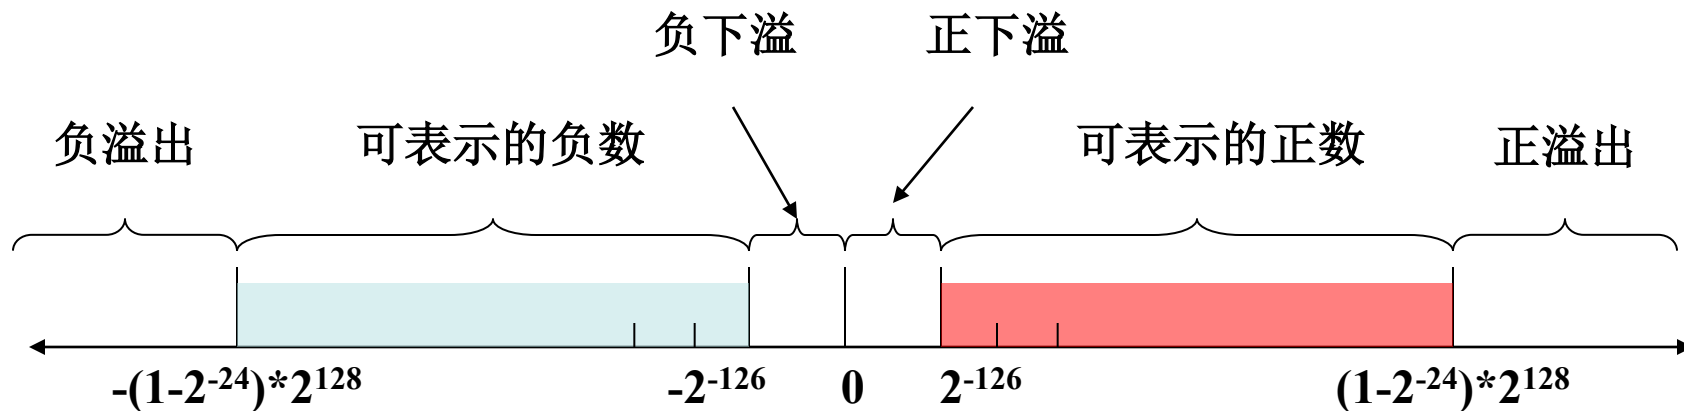 负下溢 正下溢
负溢出 可表示的负数 可表示的正数 正溢出
-(1-2⁻²⁴)*2¹²⁸ -2⁻¹²⁶ 0 2⁻¹²⁶ (1-2⁻²⁴)*2¹²⁸